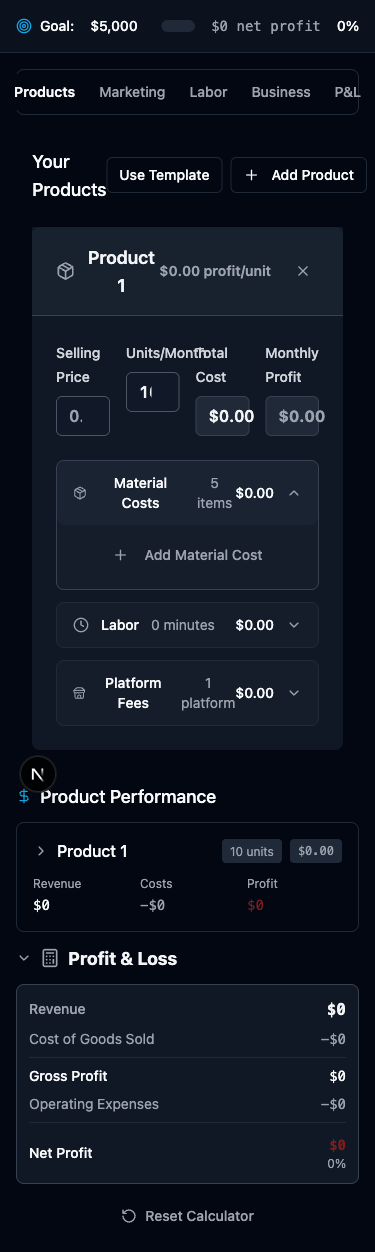 Goal: $5,000 $0 net profit 0%
Products Marketing Labor Business P&L
Your
Products
Use Template + Add Product
Product
1
$0.00 profit/unit
Selling
Price
Units/Month
Total
Cost
Monthly
Profit
0.
$0.00 $0.00
Material
Costs
5
items
$0.00
+ Add Material Cost
Labor 0 minutes $0.00
Platform
Fees
1
platform
$0.00
N
$ Product Performance
Product 1 10 units $0.00
Revenue Costs Profit
$0 −$0 $0
Profit & Loss
Revenue $0
Cost of Goods Sold −$0
Gross Profit $0
Operating Expenses −$0
Net Profit $0
0%
Reset Calculator